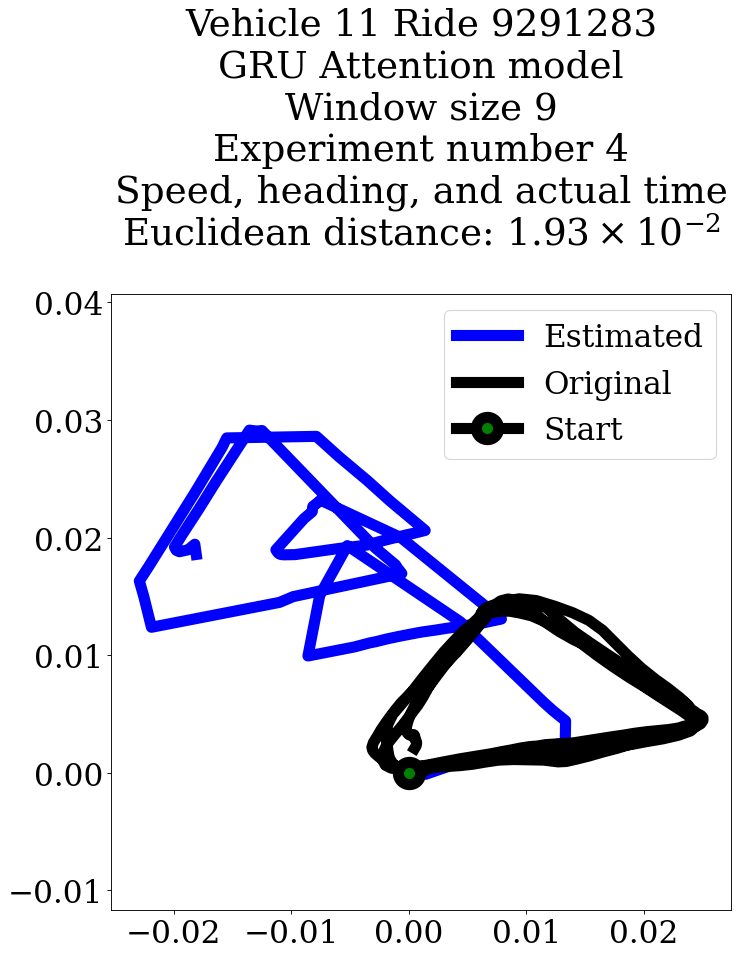 Vehicle 11 Ride 9291283
GRU Attention model
Window size 9
Experiment number 4
Speed, heading, and actual time
Euclidean distance: 1.93 × 10⁻²
0.04
Estimated
Original
Start
0.03
0.02
0.01
0.00
−0.01
−0.02 −0.01 0.00 0.01 0.02